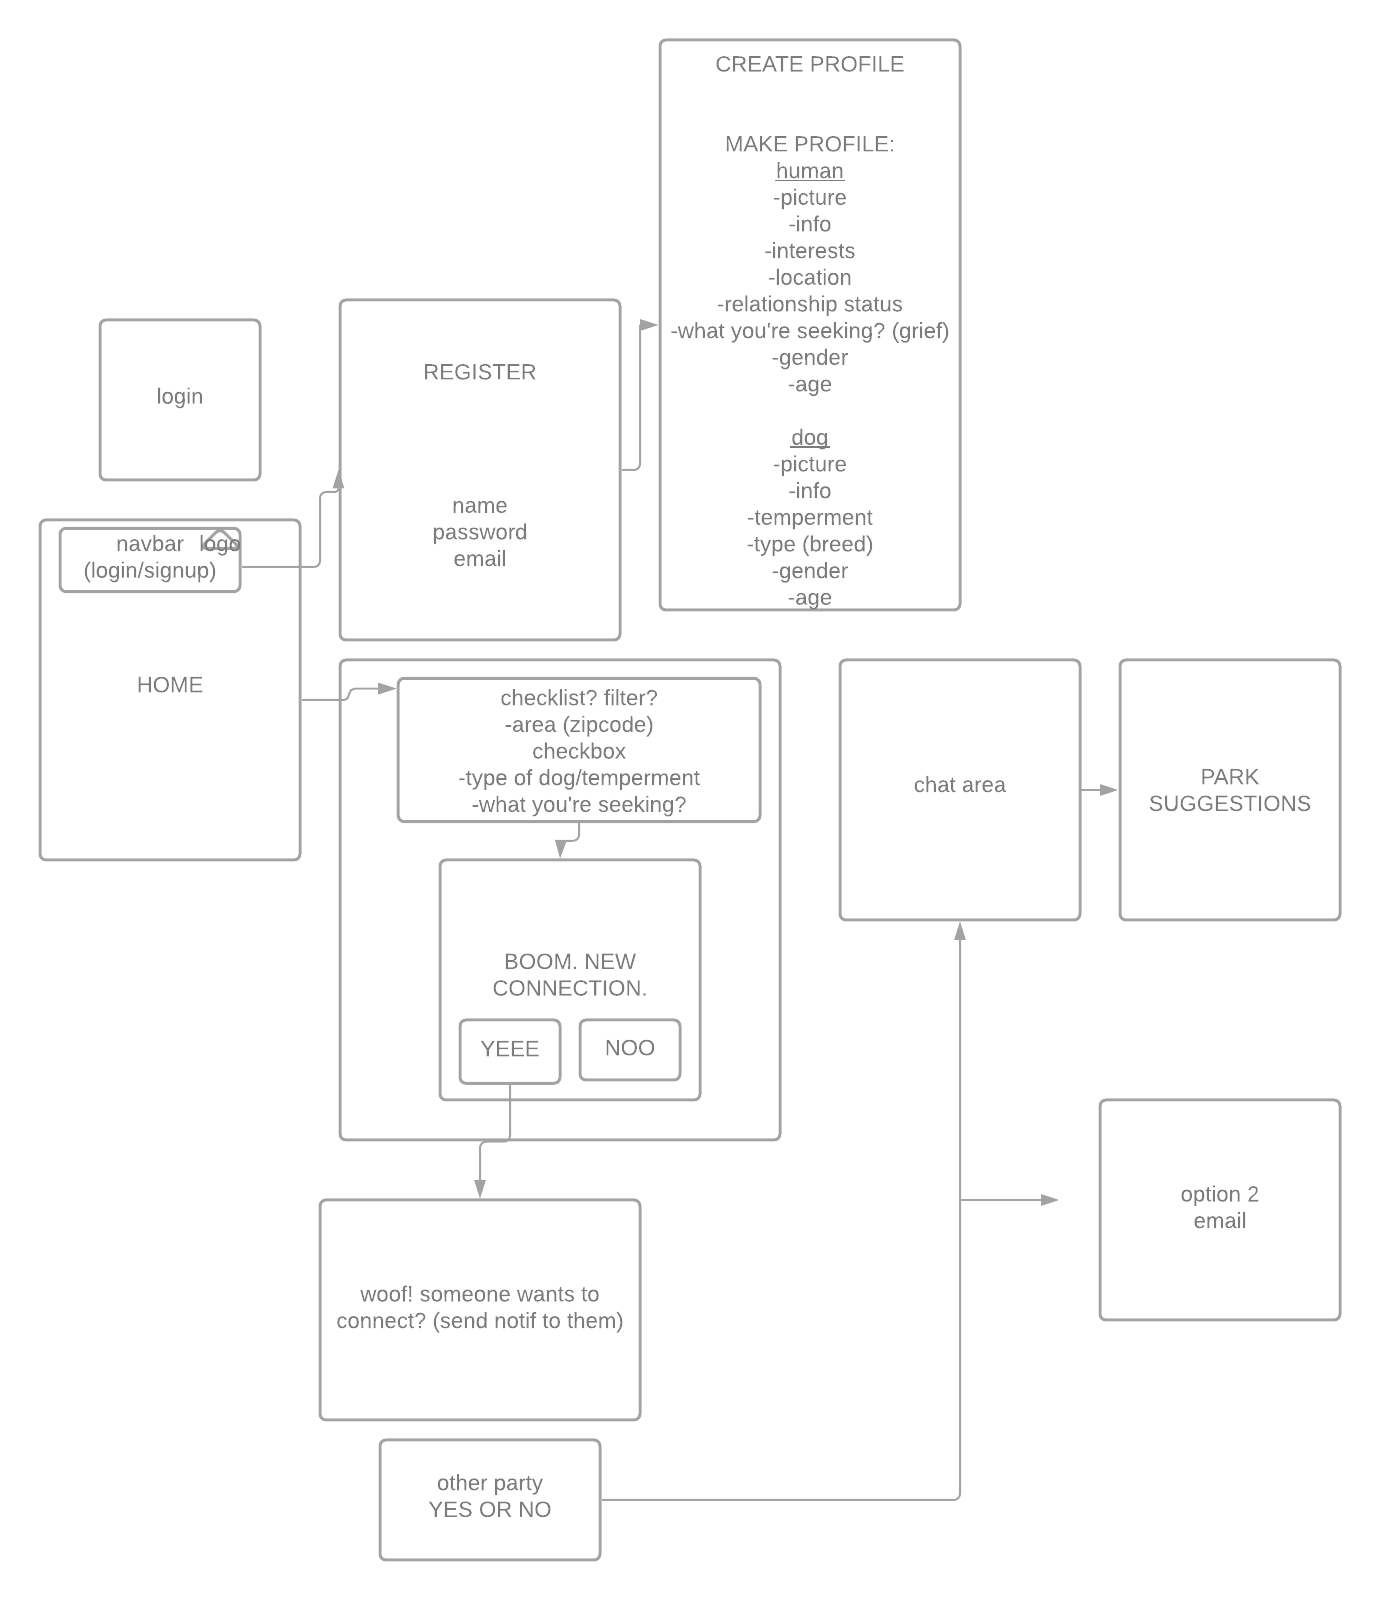 CREATE PROFILE
MAKE PROFILE:
human
-picture
-info
-interests
-location
-relationship status
-what you're seeking? (grief)
-gender
-age
dog
-picture
-info
-temperment
-type (breed)
-gender
-age
REGISTER
name
password
email
login
navbar logo
(login/signup)
HOME
checklist? filter?
-area (zipcode)
checkbox
-type of dog/temperment
-what you're seeking?
BOOM. NEW
CONNECTION.
YEEE
NOO
chat area
PARK
SUGGESTIONS
option 2
email
woof! someone wants to
connect? (send notif to them)
other party
YES OR NO